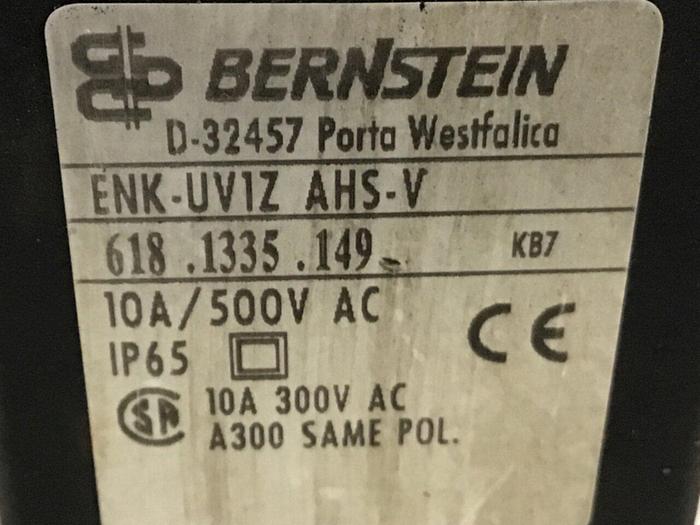 BERNSTEIN
D-32457 Porta Westfalica
ENK-UV1Z AHS-V
618.1335.149- KB7
10A/500V AC
IP65 CE
SA 10A 300V AC
A300 SAME POL.